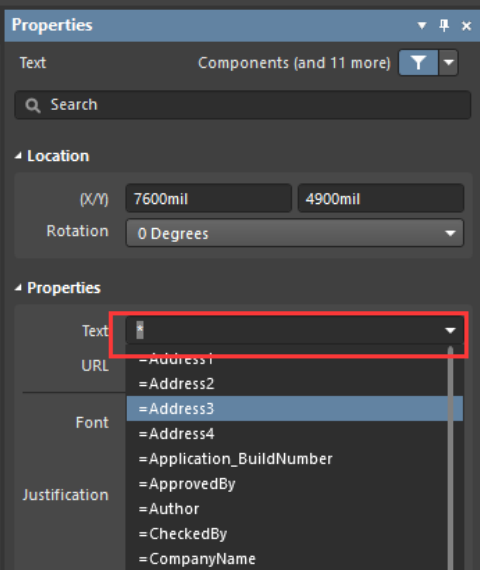 Properties
Text Components (and 11 more)
Search
Location
(X/Y) 7600mil 4900mil
Rotation 0 Degrees
Properties
Text *
=Address1
URL
=Address2
=Address3
Font
=Address4
=Application_BuildNumber
=ApprovedBy
Justification
=Author
=CheckedBy
=CompanyName